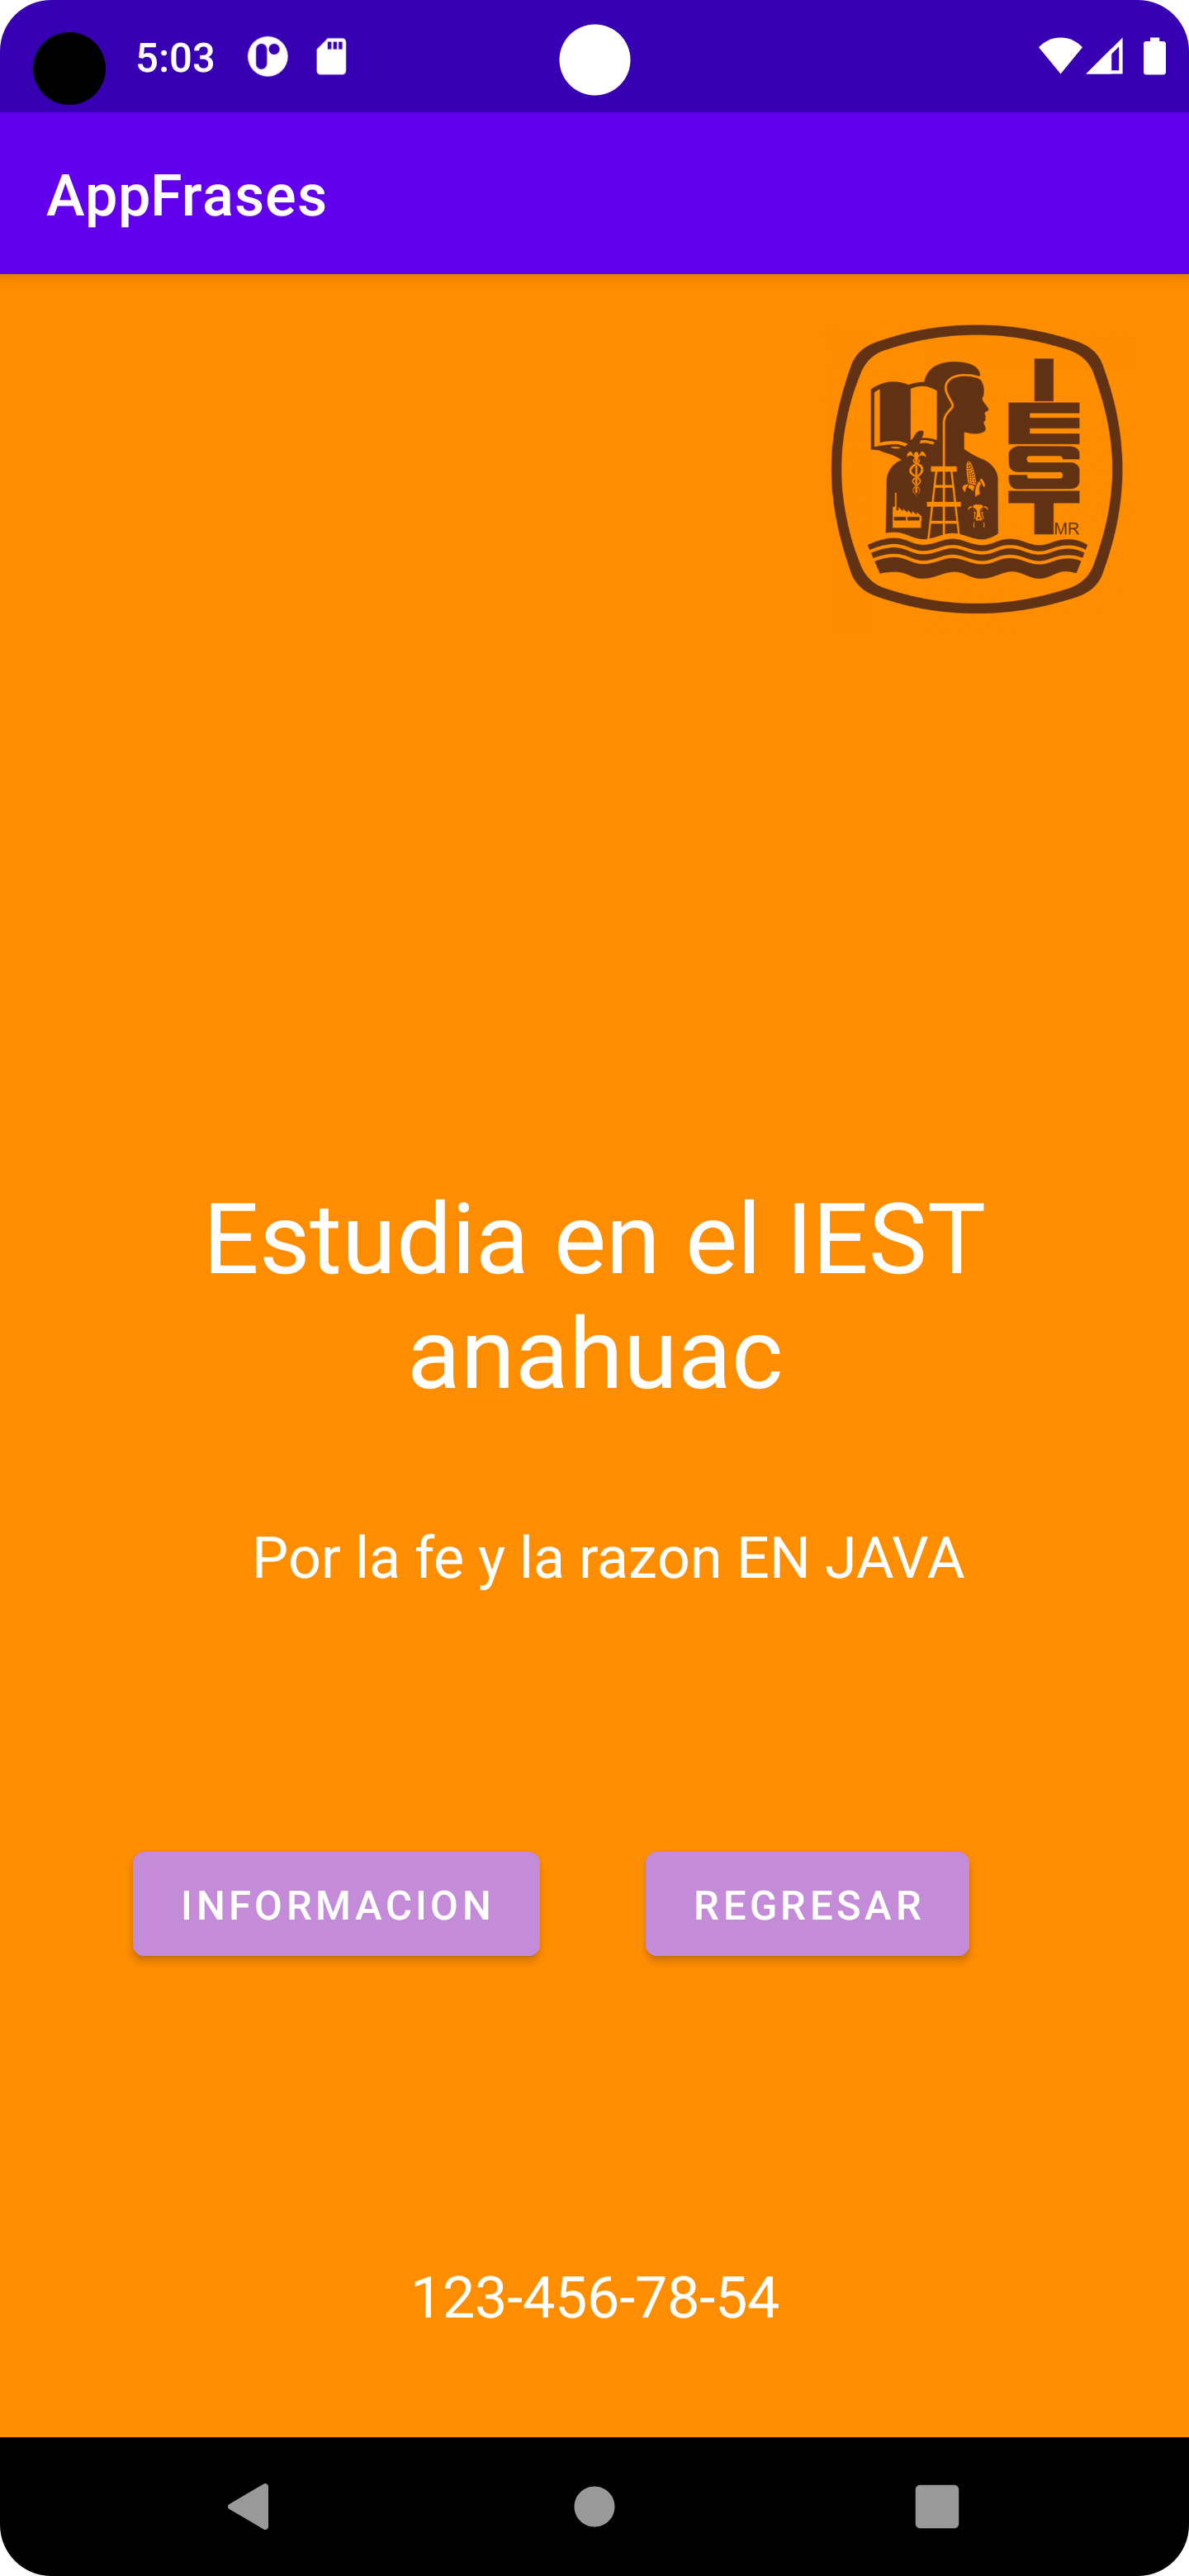 5:03
AppFrases
IEST
MR
Estudia en el IEST
anahuac
Por la fe y la razon EN JAVA
INFORMACION
REGRESAR
123-456-78-54